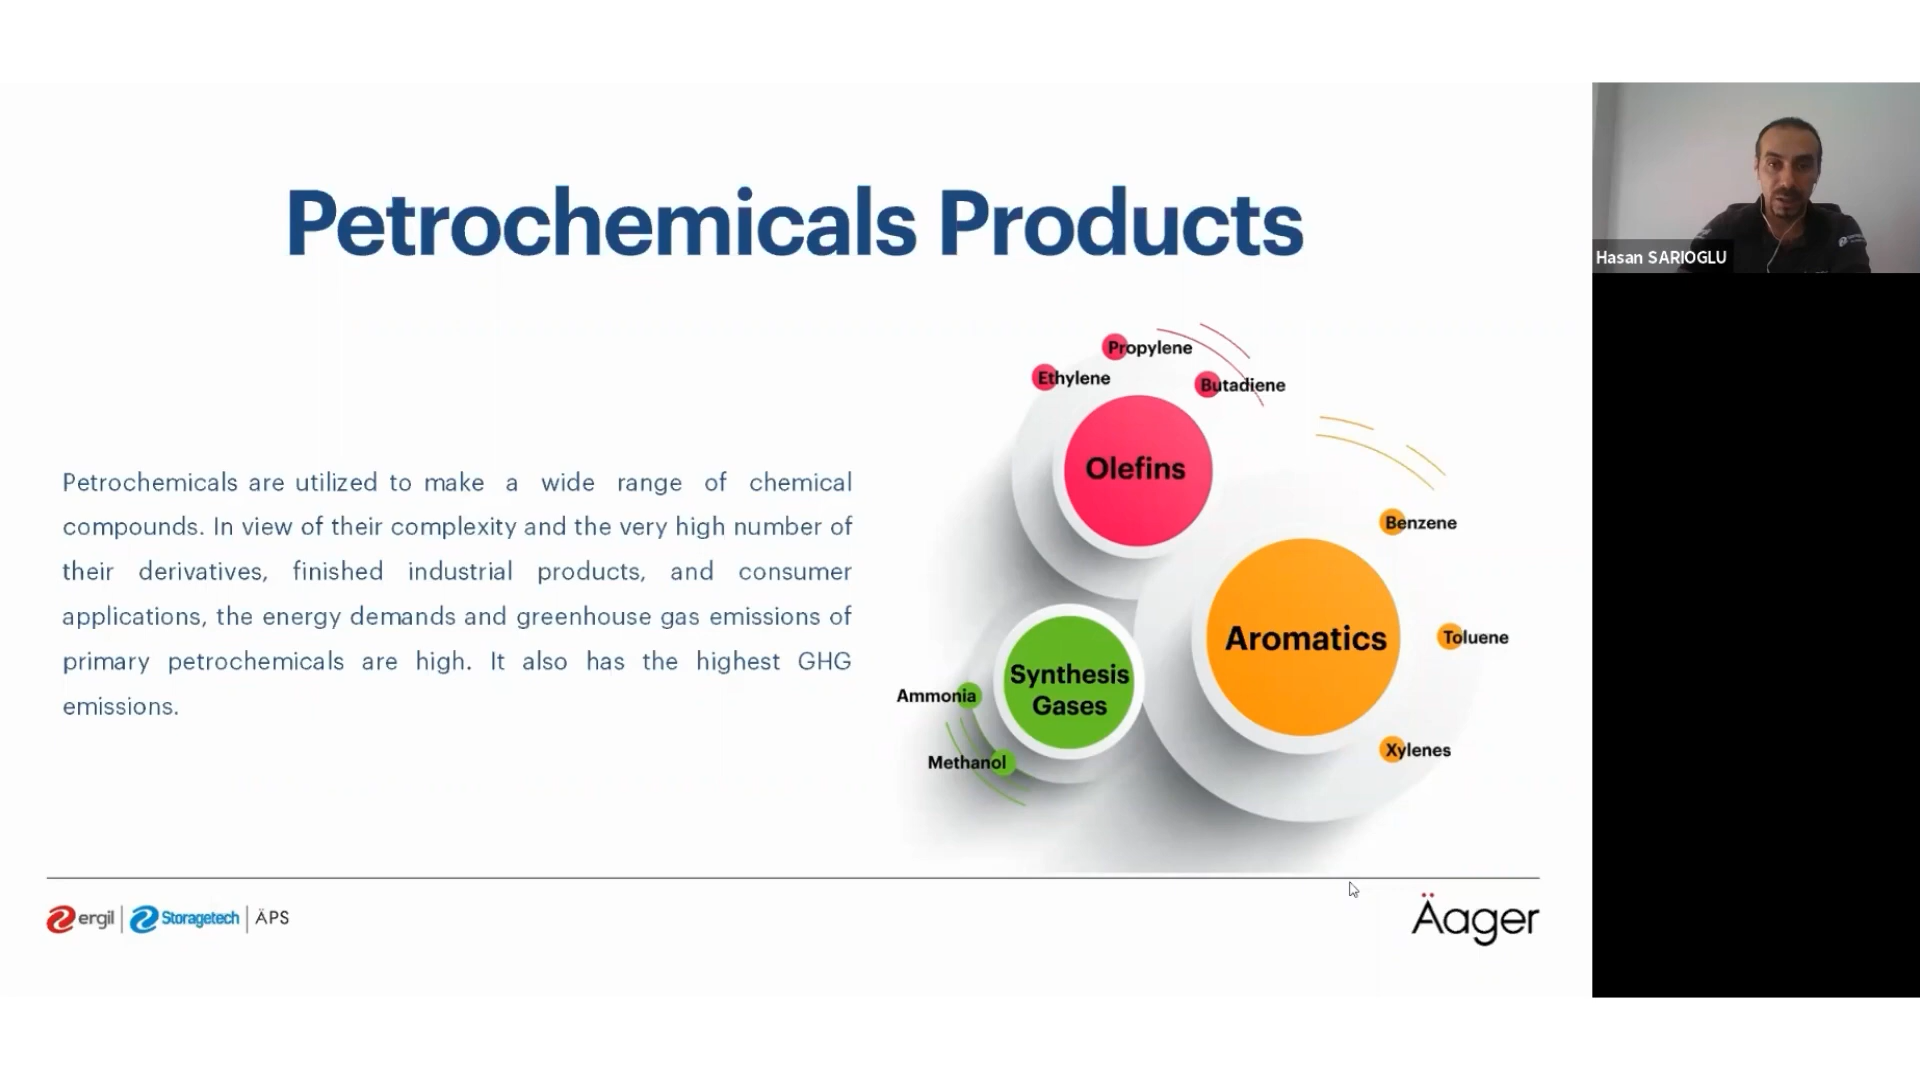 Petrochemicals Products
Petrochemicals are utilized to make a wide range of chemical
compounds. In view of their complexity and the very high number of
their derivatives, finished industrial products, and consumer
applications, the energy demands and greenhouse gas emissions of
primary petrochemicals are high. It also has the highest GHG
emissions.
Propylene
Ethylene
Butadiene
Olefins
Benzene
Aromatics
Toluene
Xylenes
Synthesis
Gases
Ammonia
Methanol
ergil | Storagetech | ÄPS
Äager
Hasan SARIOGLU